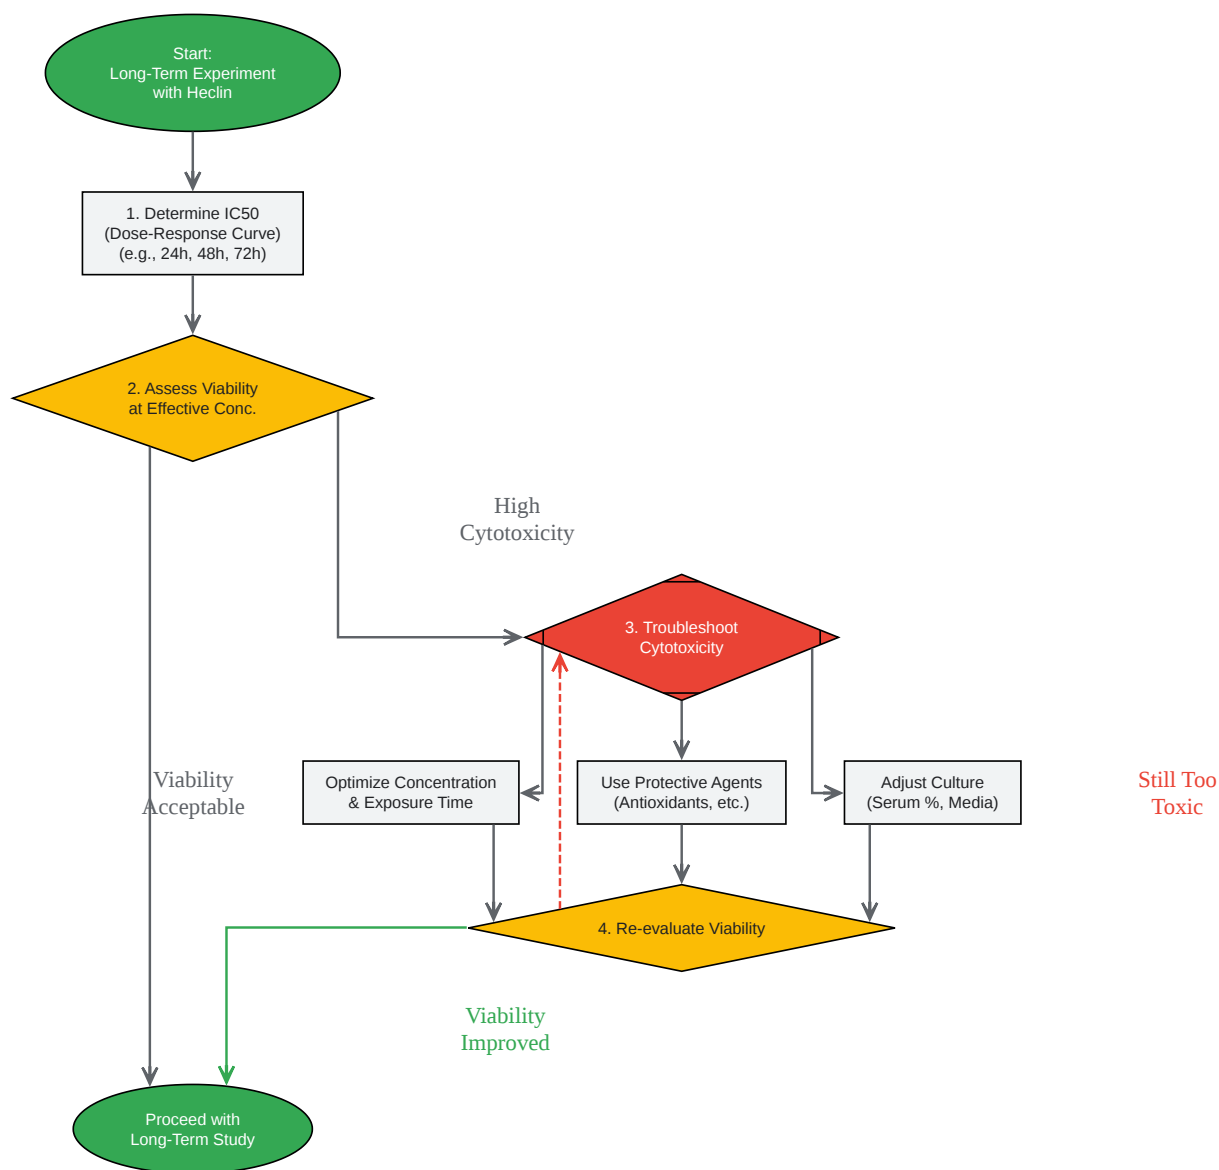 Start:
Long-Term Experiment
with Heclin
1. Determine IC50
(Dose-Response Curve)
(e.g., 24h, 48h, 72h)
2. Assess Viability
at Effective Conc.
High
Cytotoxicity
3. Troubleshoot
Cytotoxicity
Viability
Acceptable
Optimize Concentration
& Exposure Time
Use Protective Agents
(Antioxidants, etc.)
Adjust Culture
(Serum %, Media)
Still Too
Toxic
4. Re-evaluate Viability
Viability
Improved
Proceed with
Long-Term Study